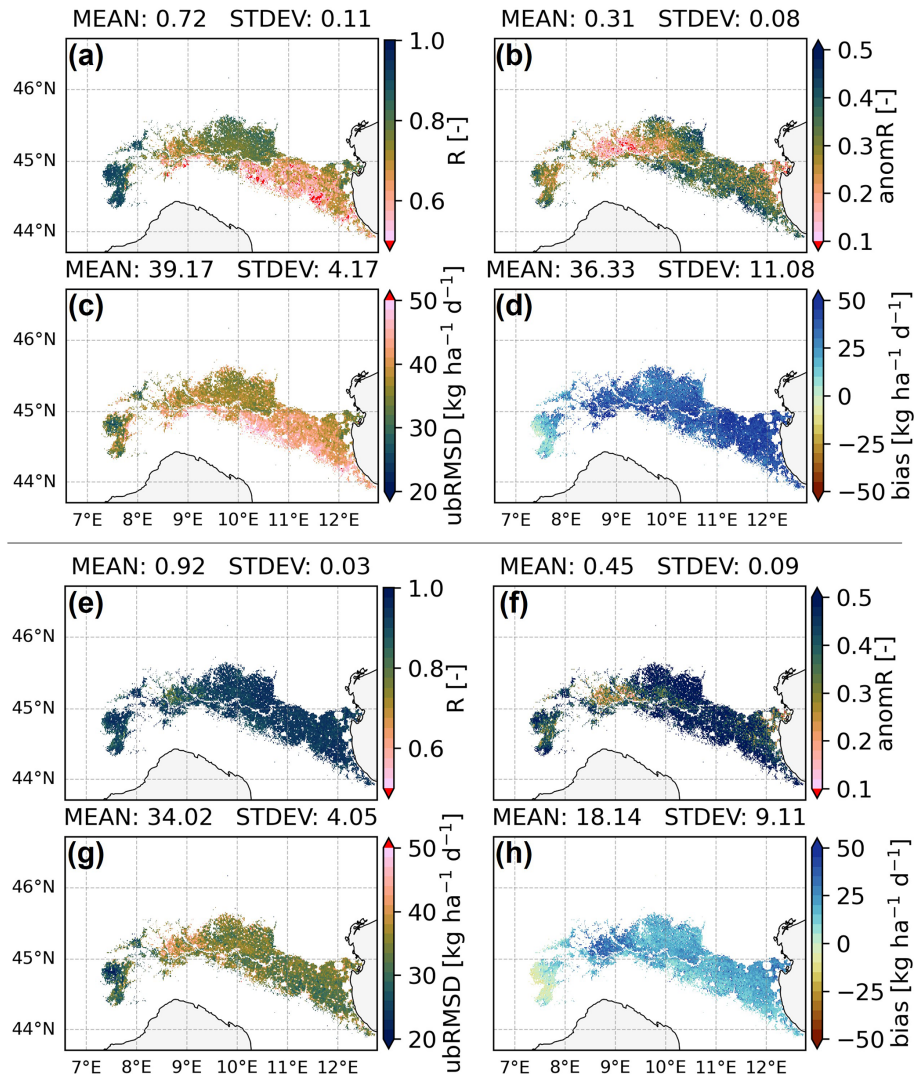 MEAN: 0.72 STDEV: 0.11
MEAN: 0.31 STDEV: 0.08
(a)
46°N
45°N
44°N
1.0
0.8
0.6
R [-]
(b)
0.5
0.4
0.3
0.2
0.1
anomR [-]
MEAN: 39.17 STDEV: 4.17
MEAN: 36.33 STDEV: 11.08
(c)
46°N
45°N
44°N
7°E 8°E 9°E 10°E 11°E 12°E
50
40
30
20
ubRMSD [kg ha⁻¹ d⁻¹]
(d)
7°E 8°E 9°E 10°E 11°E 12°E
50
25
0
−25
−50
bias [kg ha⁻¹ d⁻¹]
MEAN: 0.92 STDEV: 0.03
MEAN: 0.45 STDEV: 0.09
(e)
46°N
45°N
44°N
1.0
0.8
0.6
R [-]
(f)
0.5
0.4
0.3
0.2
0.1
anomR [-]
MEAN: 34.02 STDEV: 4.05
MEAN: 18.14 STDEV: 9.11
(g)
46°N
45°N
44°N
7°E 8°E 9°E 10°E 11°E 12°E
50
40
30
20
ubRMSD [kg ha⁻¹ d⁻¹]
(h)
7°E 8°E 9°E 10°E 11°E 12°E
50
25
0
−25
−50
bias [kg ha⁻¹ d⁻¹]